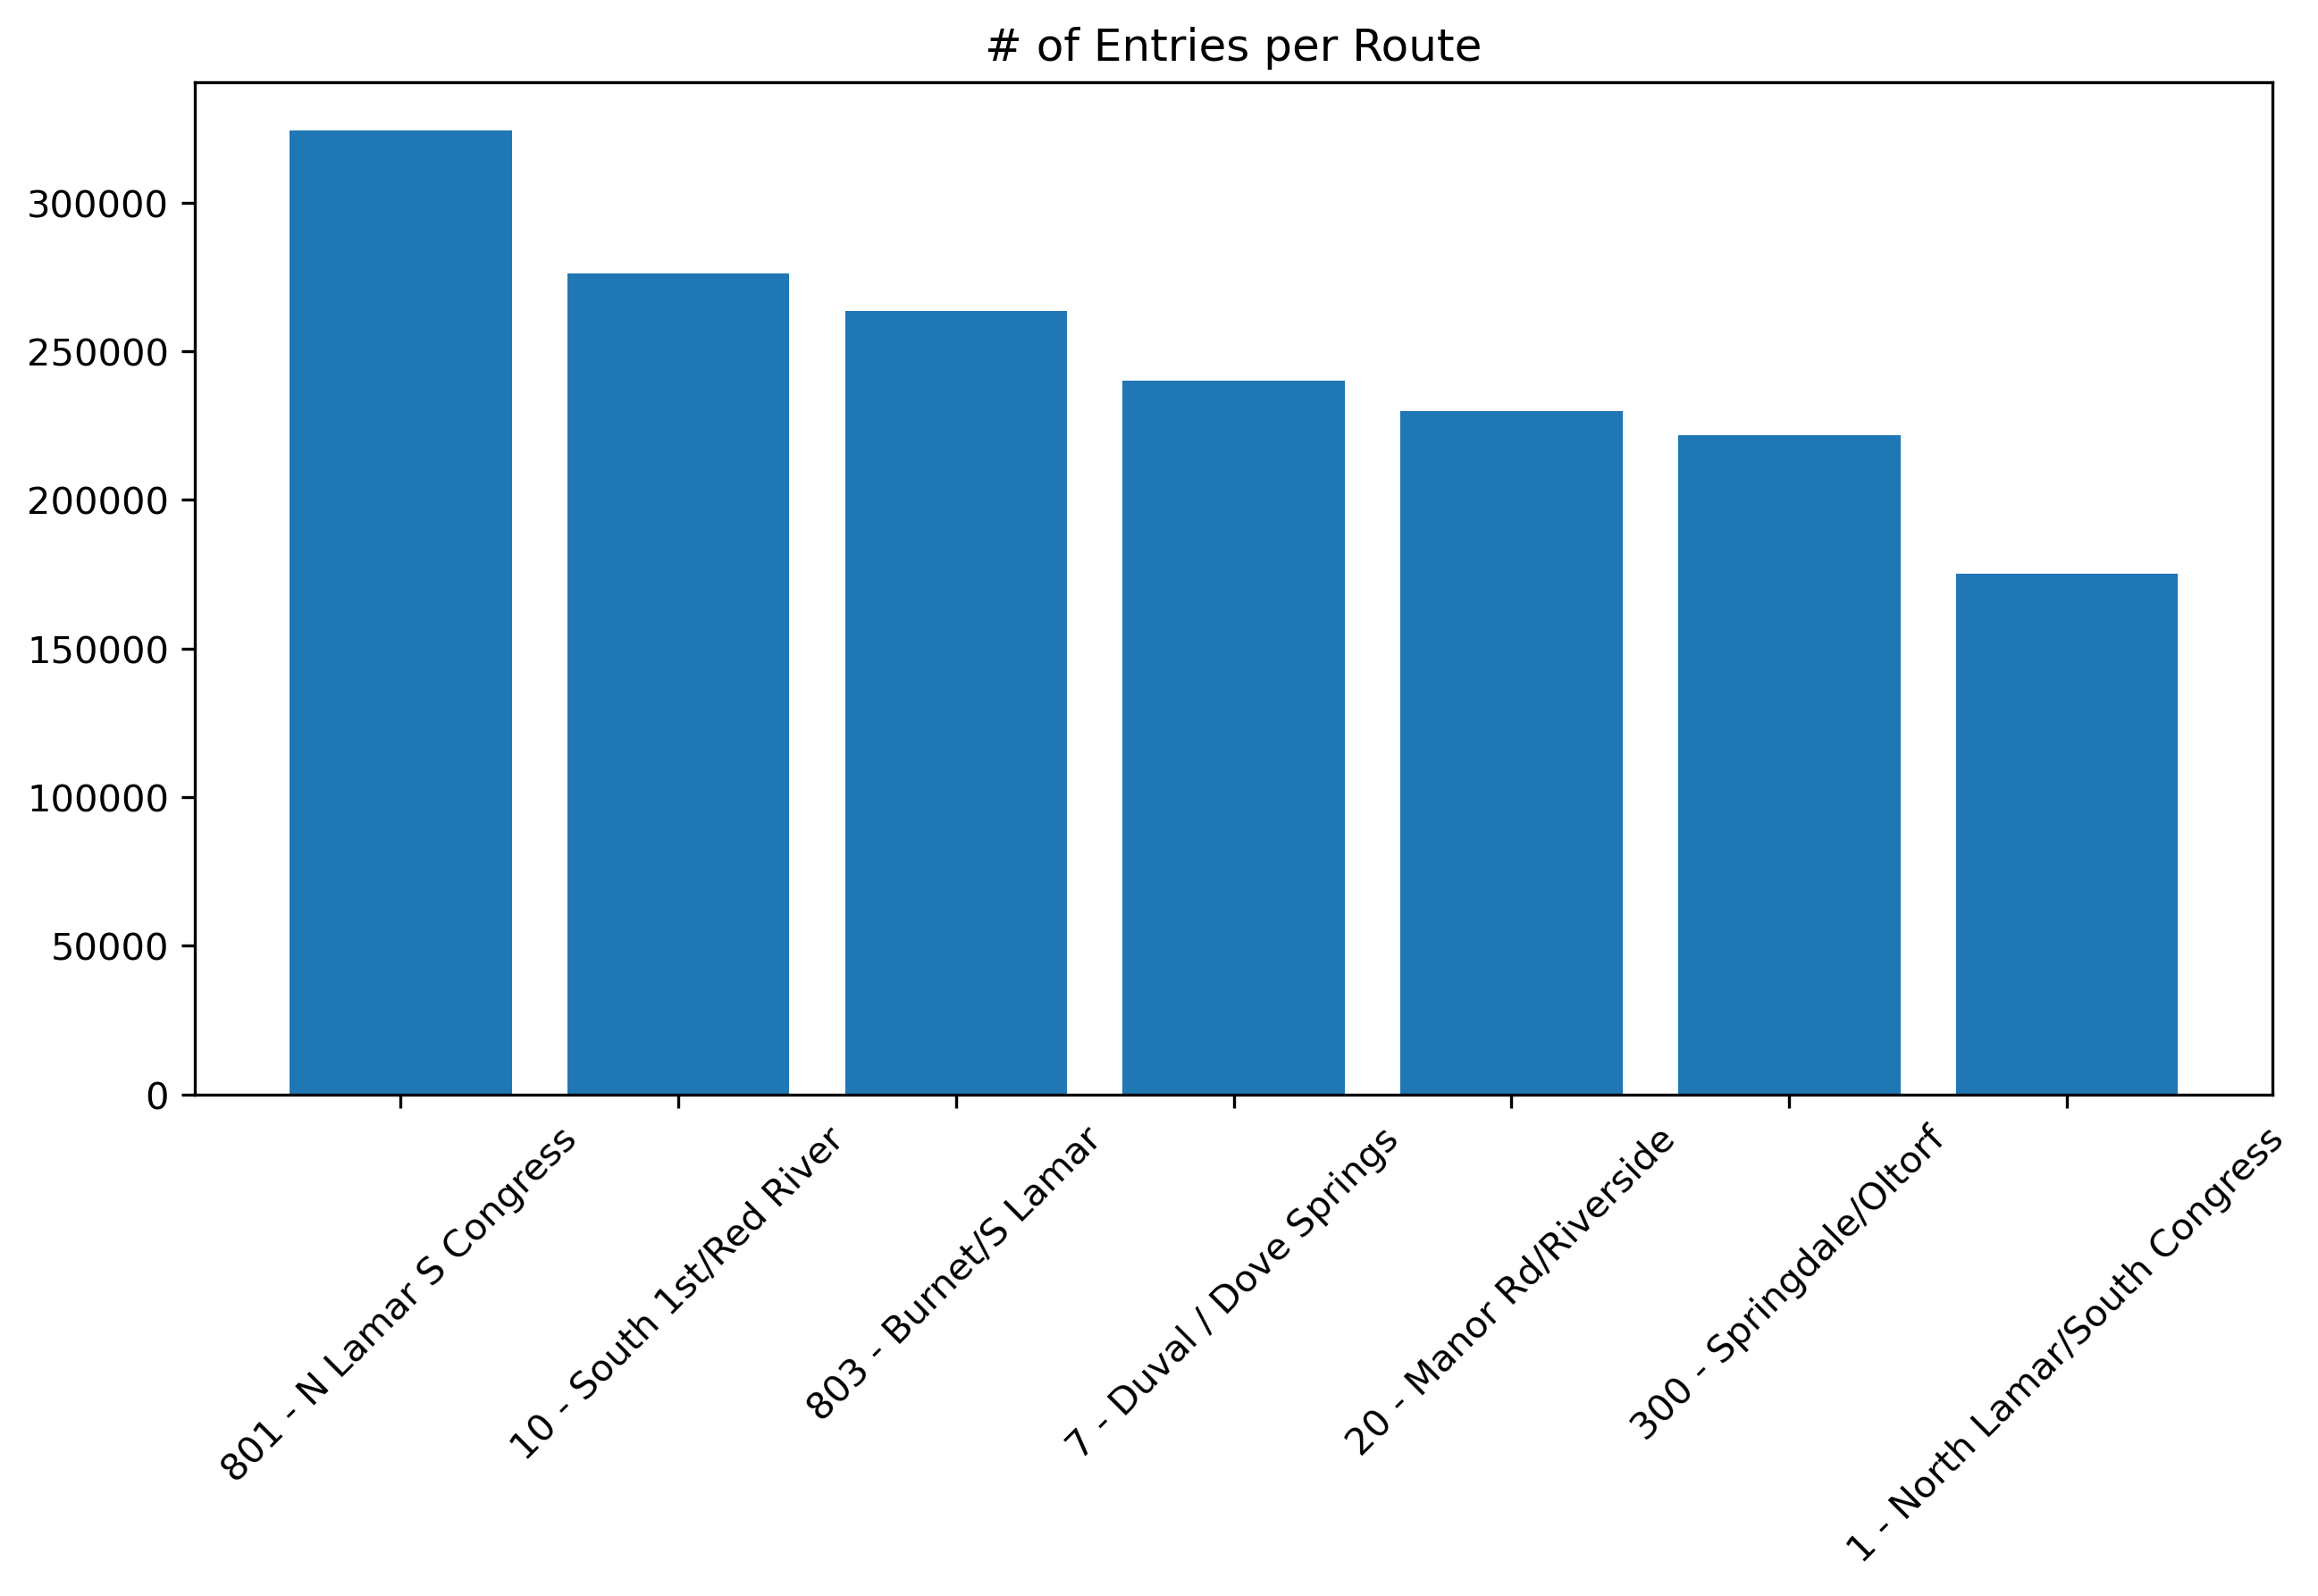 # of Entries per Route
300000
250000
200000
150000
100000
50000
0
801 - N Lamar S Congress
10 - South 1st/Red River
803 - Burnet/S Lamar
7 - Duval / Dove Springs
20 - Manor Rd/Riverside
300 - Springdale/Oltorf
1 - North Lamar/South Congress